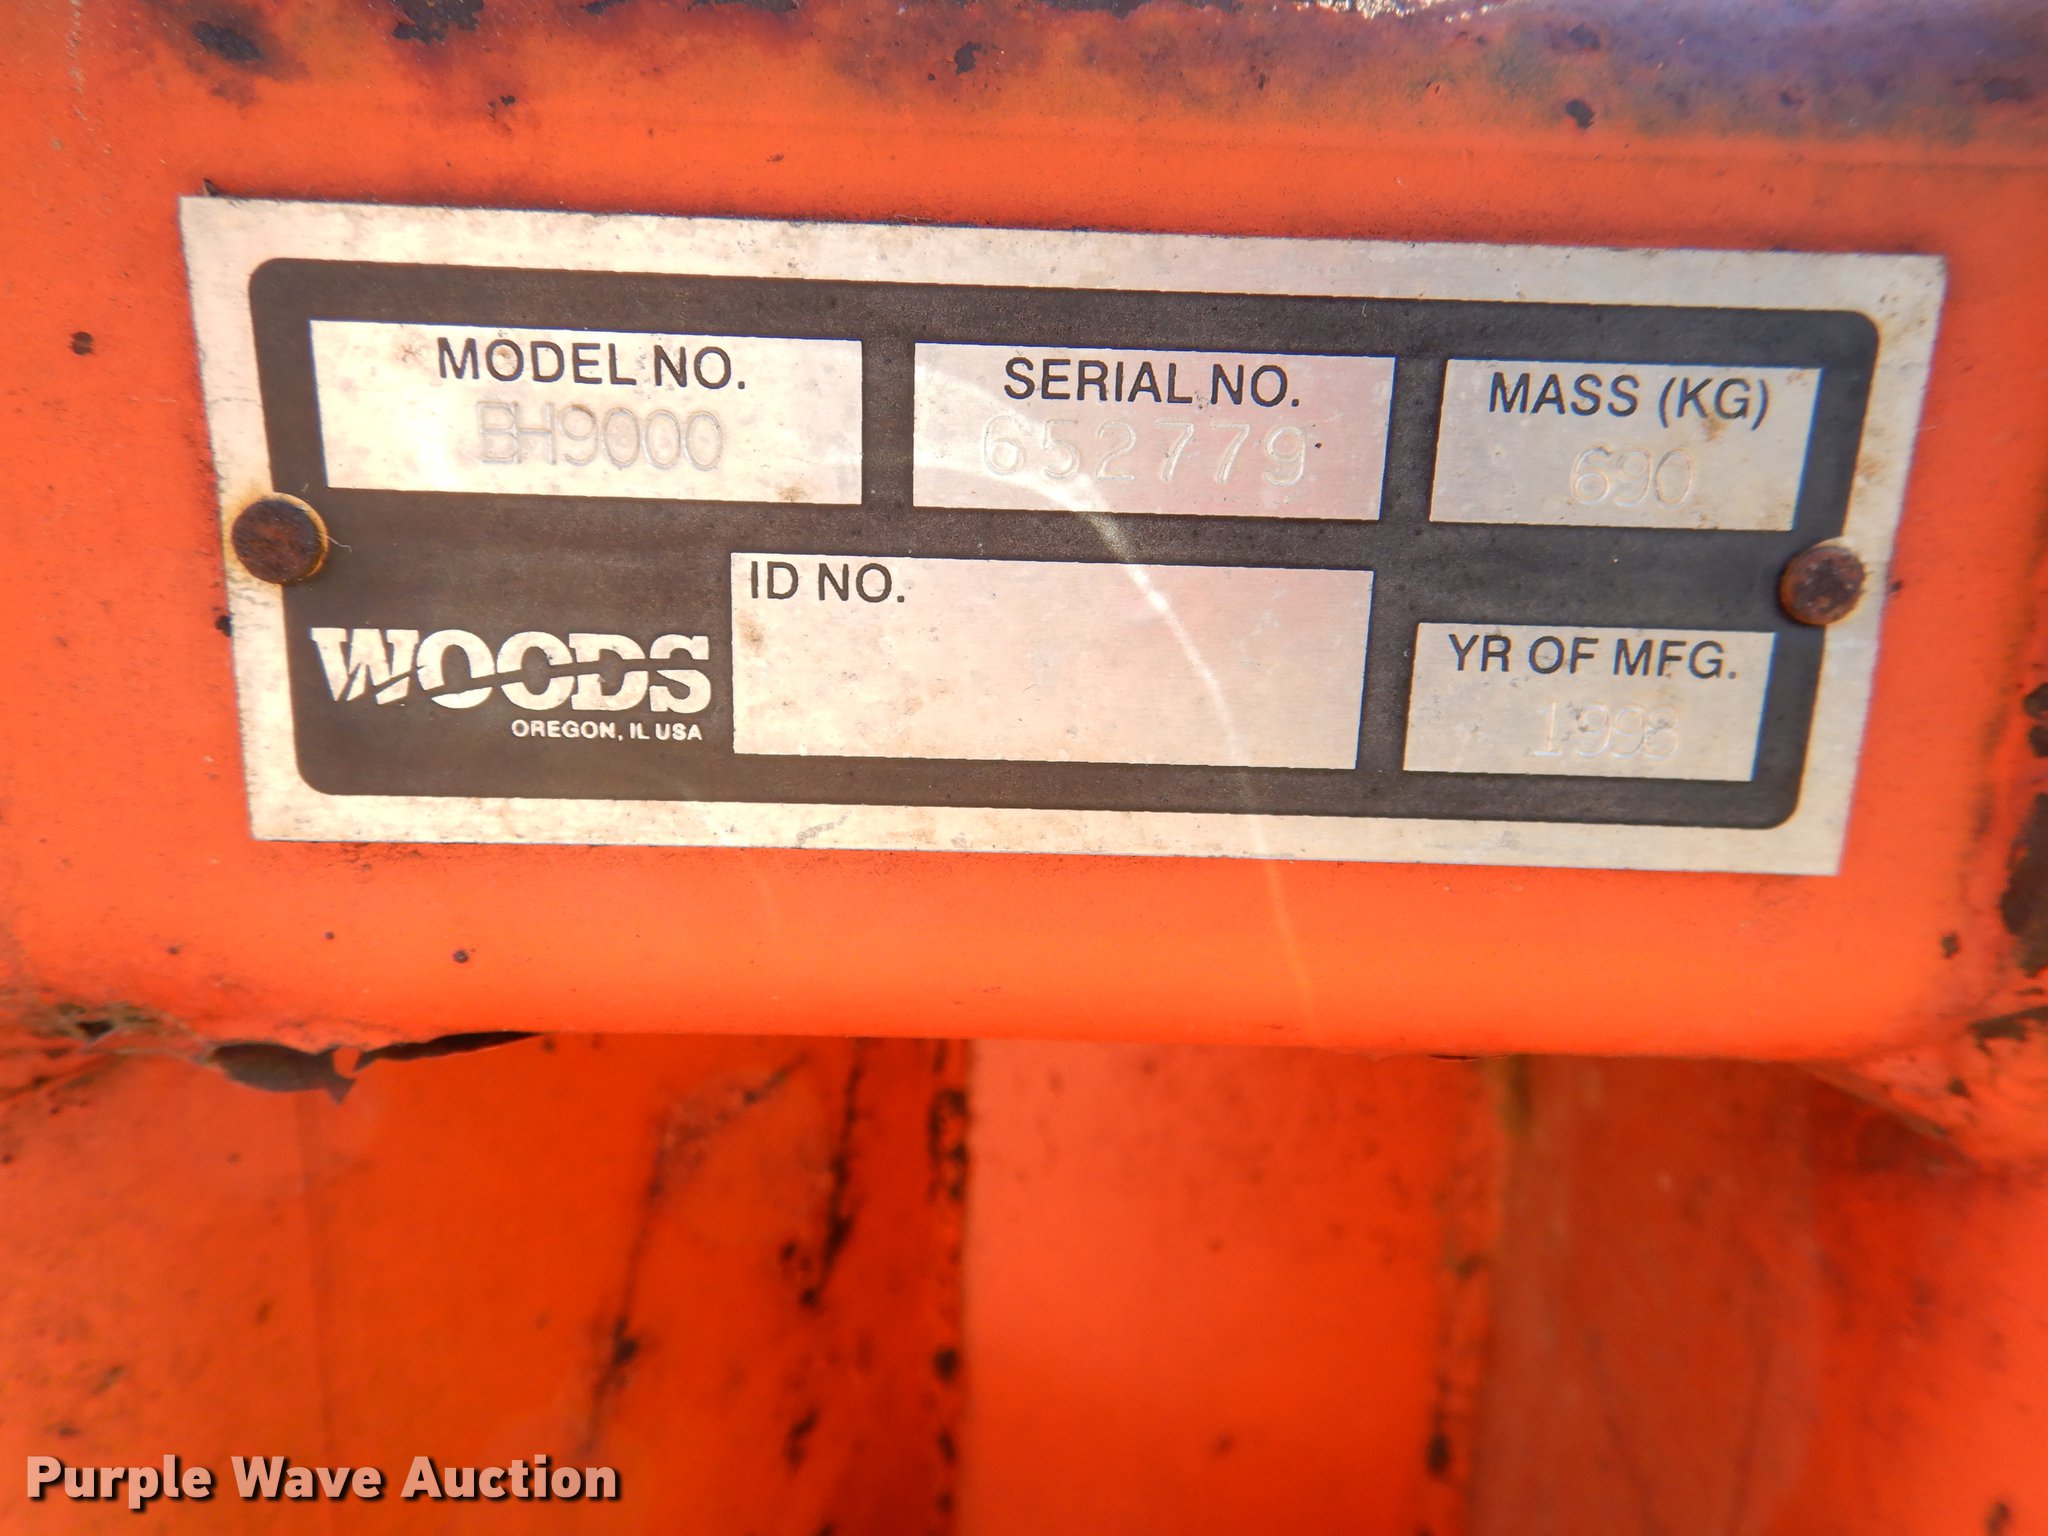 MODEL NO.
BH9000
SERIAL NO.
652779
MASS (KG)
690
WOODS
OREGON, IL USA
ID NO.
YR OF MFG.
1998
Purple Wave Auction